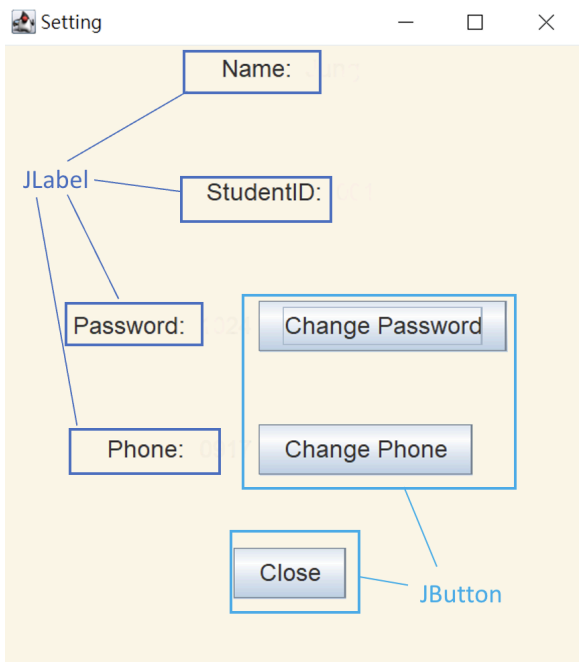 Setting
Name:
JLabel
StudentID:
Password: Change Password
Phone: Change Phone
Close
JButton